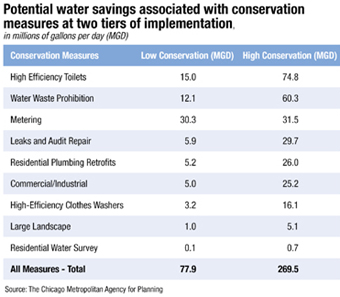 Potential water savings associated with conservation
measures at two tiers of implementation,
in millions of gallons per day (MGD)
Conservation Measures Low Conservation (MGD) High Conservation (MGD)
High Efficiency Toilets 15.0 74.8
Water Waste Prohibition 12.1 60.3
Metering 30.3 31.5
Leaks and Audit Repair 5.9 29.7
Residential Plumbing Retrofits 5.2 26.0
Commercial/Industrial 5.0 25.2
High-Efficiency Clothes Washers 3.2 16.1
Large Landscape 1.0 5.1
Residential Water Survey 0.1 0.7
All Measures - Total 77.9 269.5
Source: The Chicago Metropolitan Agency for Planning